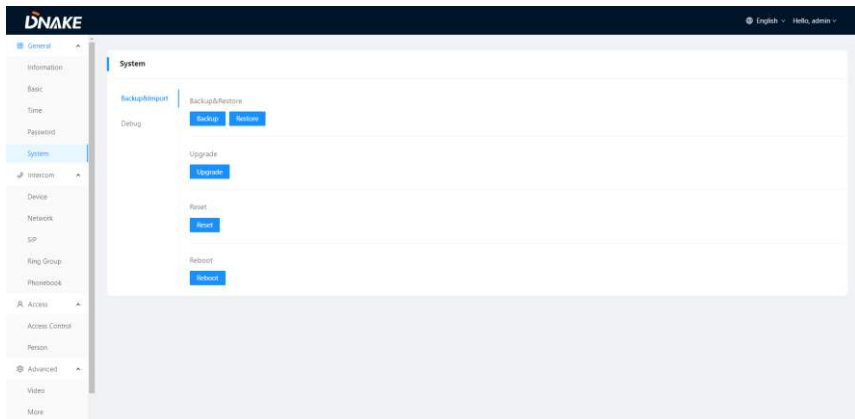 DNAKE
English
Hello, admin
General
Information
Basic
Time
Password
System
Intercom
Device
Network
SIP
Ring Group
Phonebook
Access
Access Control
Person
Advanced
Video
More
System
Backup&Import
Debug
Backup&Restore
Backup
Restore
Upgrade
Upgrade
Reset
Reset
Reboot
Reboot